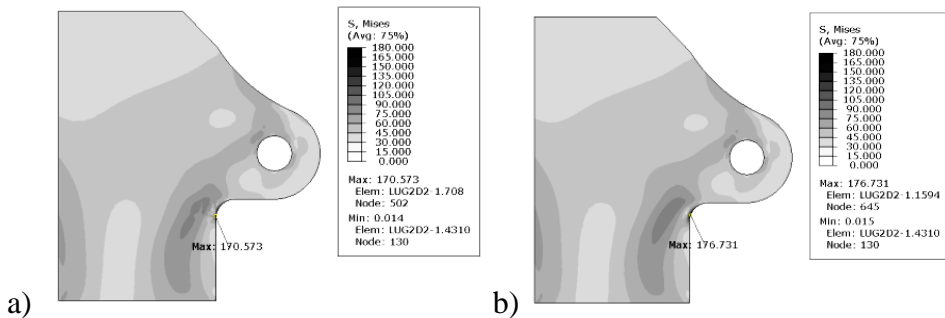 S, Mises
(Avg: 75%)
180.000
165.000
150.000
135.000
120.000
105.000
90.000
75.000
60.000
45.000
30.000
15.000
0.000
Max: 170.573
Elem: LUG2D2-1.708
Node: 502
Min: 0.014
Elem: LUG2D2-1.4310
Node: 130
Max: 170.573
a)
S, Mises
(Avg: 75%)
180.000
165.000
150.000
135.000
120.000
105.000
90.000
75.000
60.000
45.000
30.000
15.000
0.000
Max: 176.731
Elem: LUG2D2-1.1594
Node: 645
Min: 0.015
Elem: LUG2D2-1.4310
Node: 130
Max: 176.731
b)